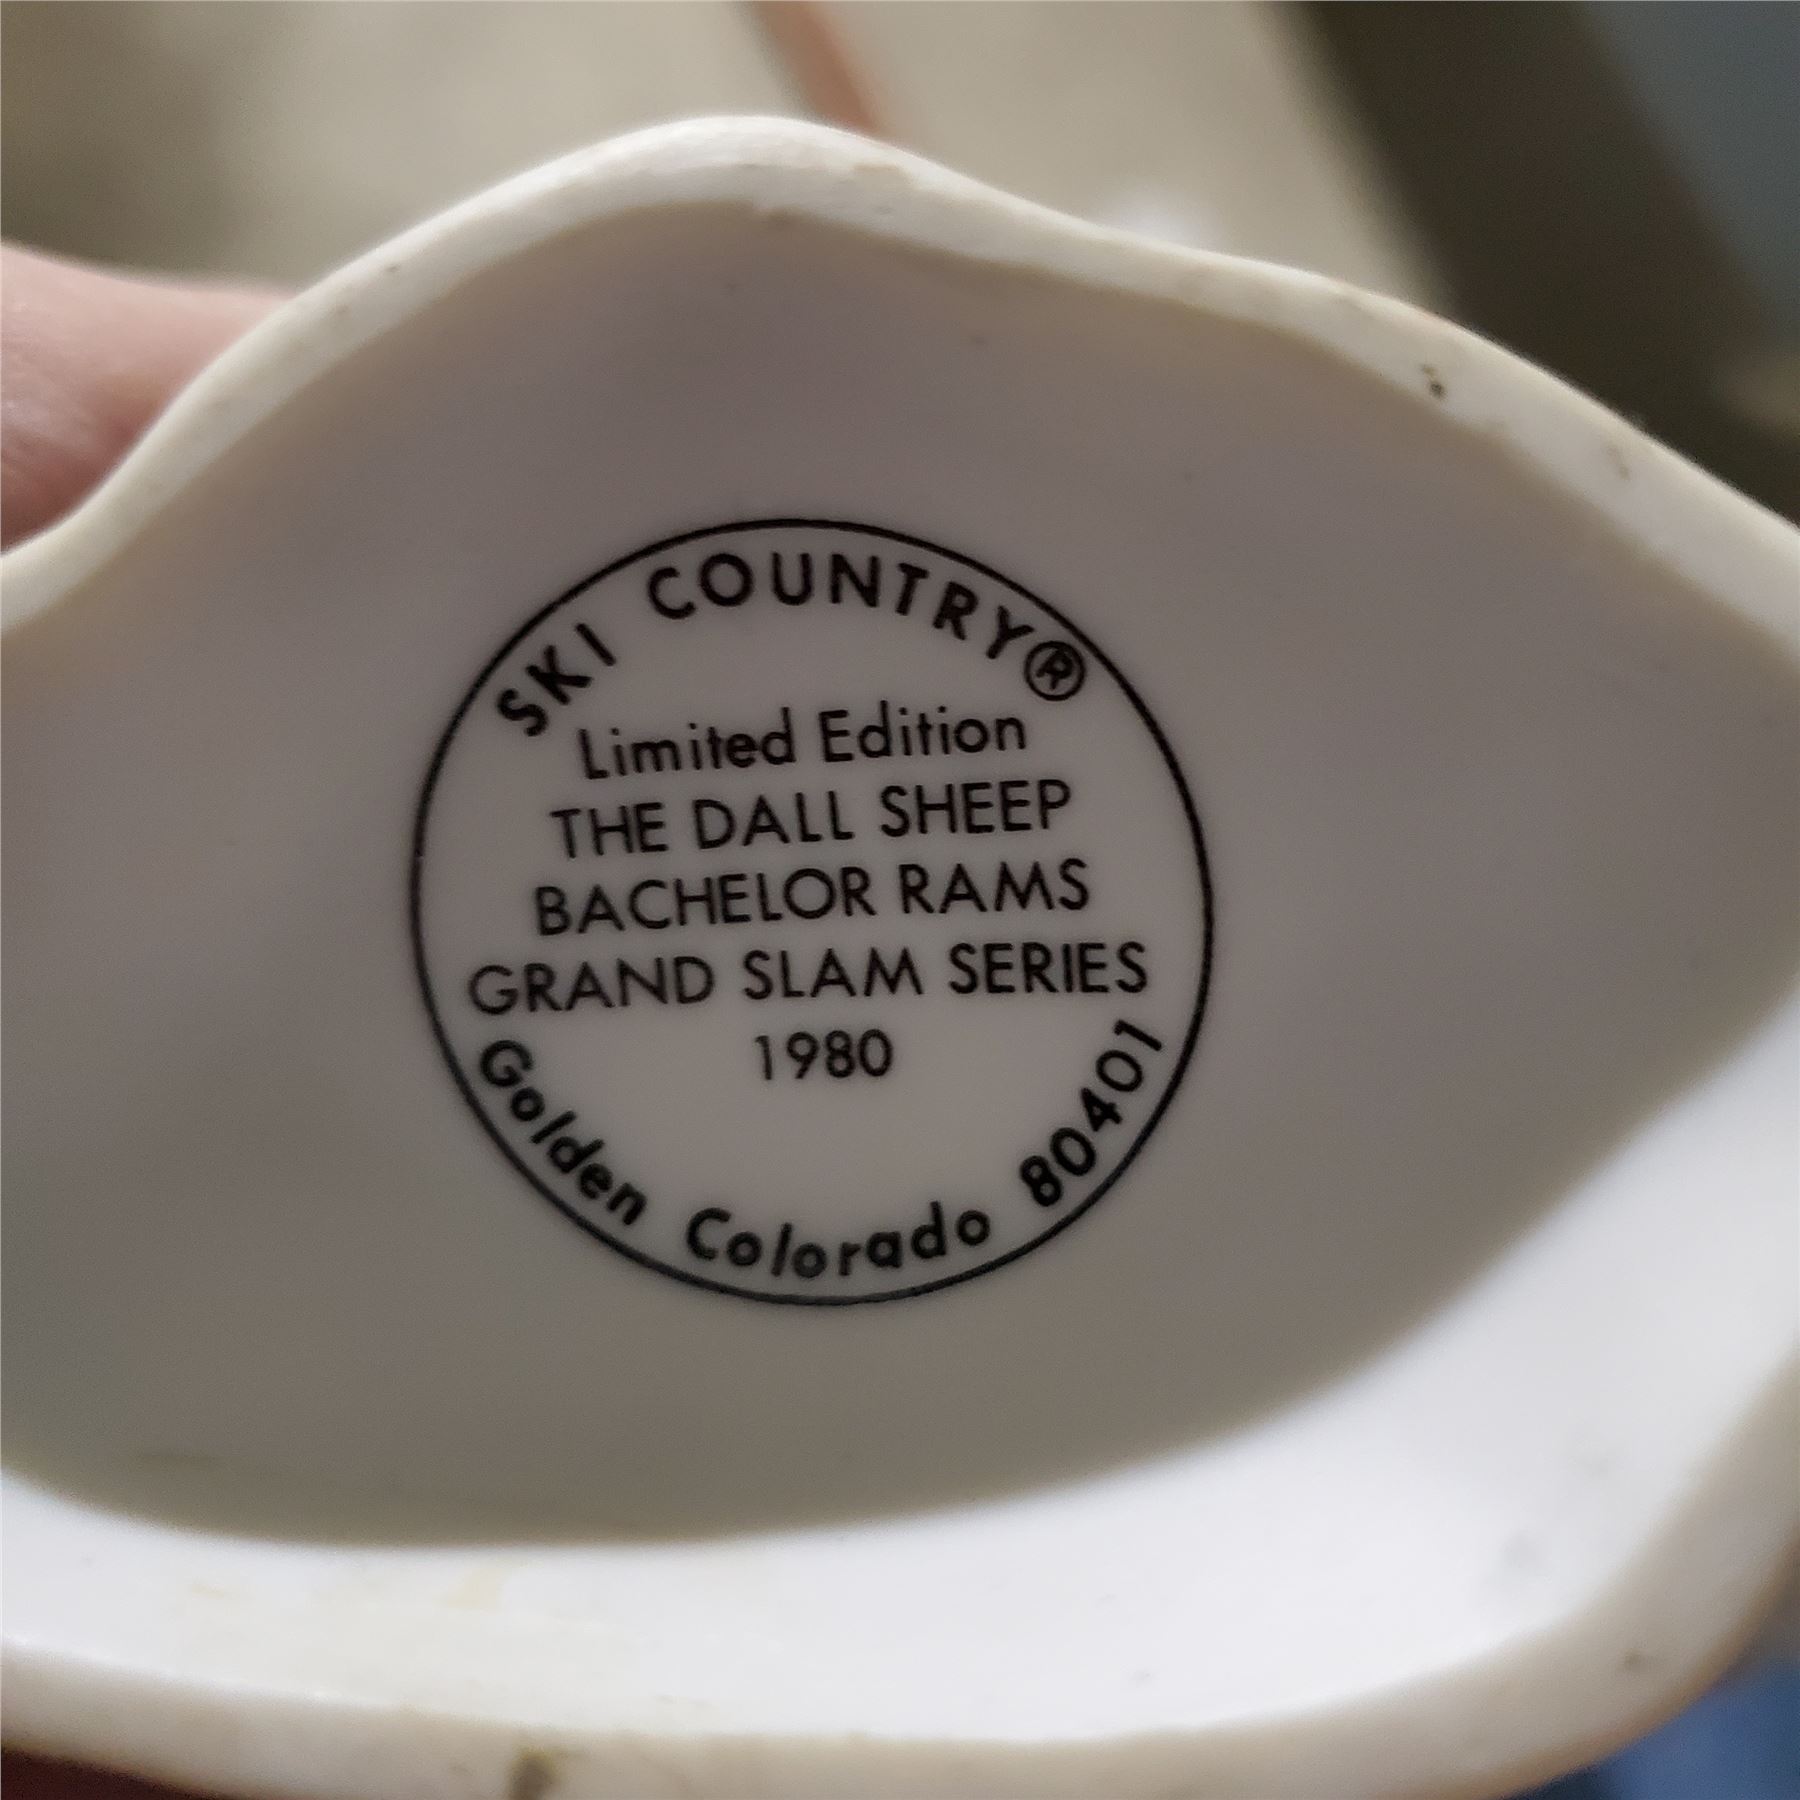 SKI COUNTRY®
Limited Edition
THE DALL SHEEP
BACHELOR RAMS
GRAND SLAM SERIES
1980
Golden Colorado 80401